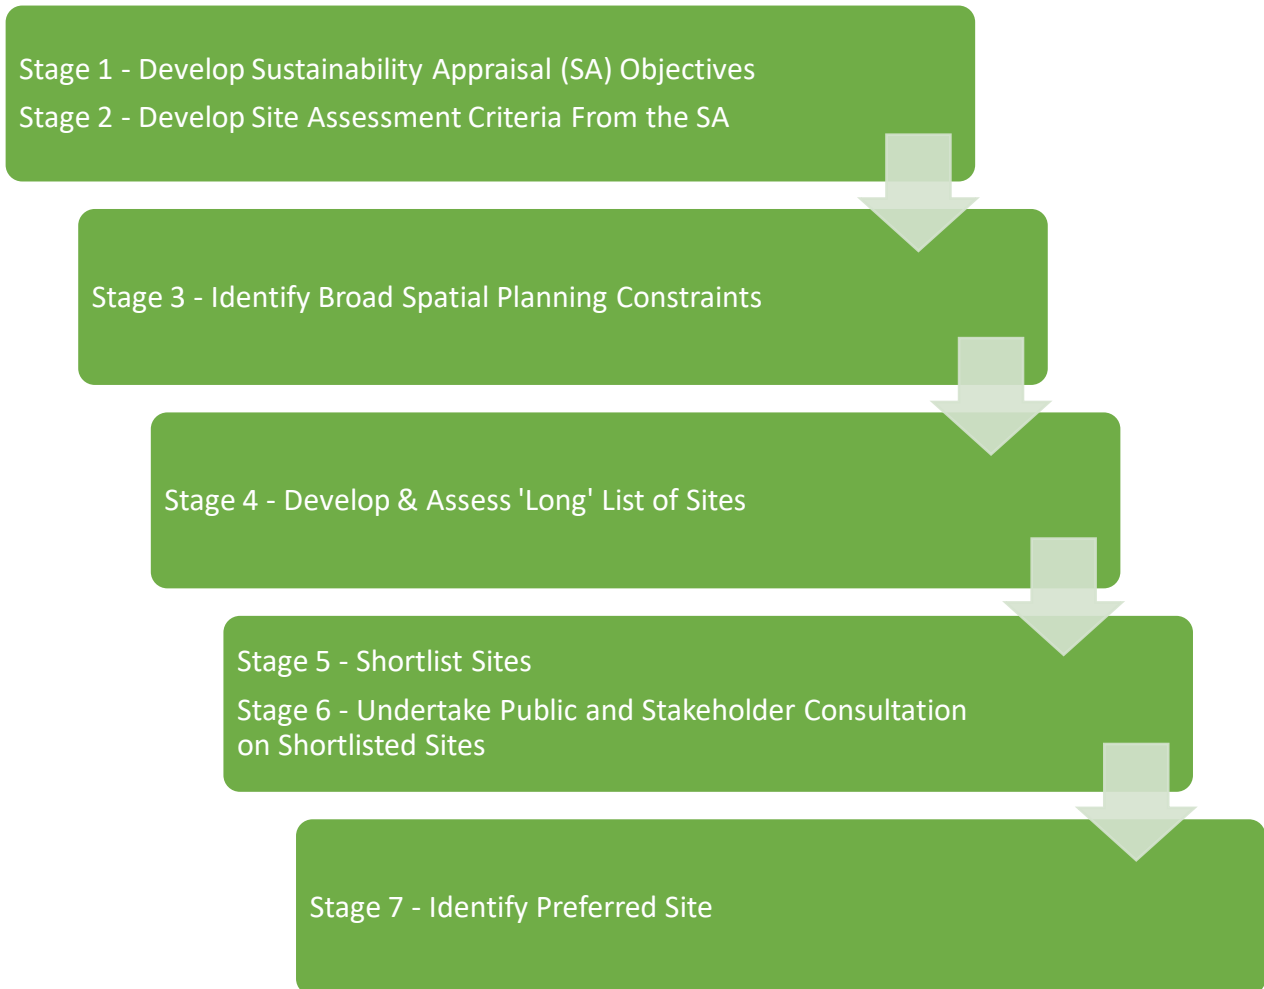 Stage 1 - Develop Sustainability Appraisal (SA) Objectives
Stage 2 - Develop Site Assessment Criteria From the SA
Stage 3 - Identify Broad Spatial Planning Constraints
Stage 4 - Develop & Assess 'Long' List of Sites
Stage 5 - Shortlist Sites
Stage 6 - Undertake Public and Stakeholder Consultation
on Shortlisted Sites
Stage 7 - Identify Preferred Site